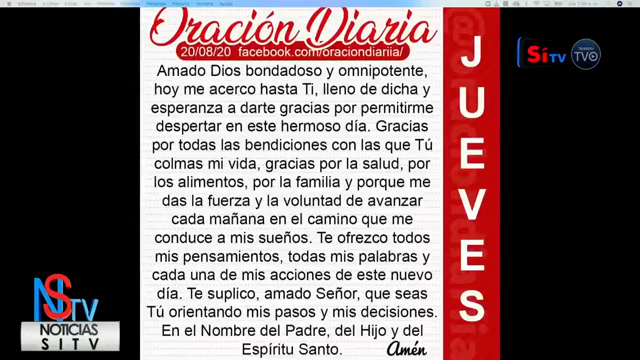 Oración Diaria
20/08/20 facebook.com/oraciondiariia/
Amado Dios bondadoso y omnipotente,
hoy me acerco hasta Ti, lleno de dicha y
esperanza a darte gracias por permitirme
despertar en este hermoso día. Gracias
por todas las bendiciones con las que Tú
colmas mi vida, gracias por la salud, por
los alimentos, por la familia y porque me
das la fuerza y la voluntad de avanzar
cada mañana en el camino que me
conduce a mis sueños. Te ofrezco todos
mis pensamientos, todas mis palabras y
cada una de mis acciones de este nuevo
día. Te suplico, amado Señor, que seas
Tú orientando mis pasos y mis decisiones.
En el Nombre del Padre, del Hijo y del
Espíritu Santo. Amén
JUEVES
Sí TV
TVC
NSTV
NOTICIAS
SITV